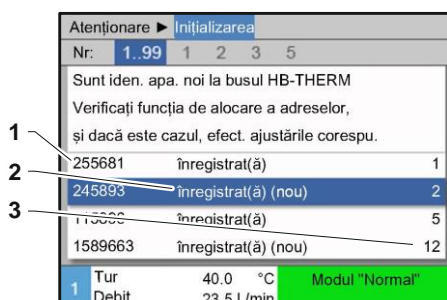 Atenționare ► Inițializarea
Nr: 1..99 1 2 3 5
Sunt iden. apa. noi la busul HB-THERM
Verificați funcția de alocare a adreselor,
și dacă este cazul, efect. ajustările corespu.
1
255681 înregistrat(ă) 1
2
245893 înregistrat(ă) (nou) 2
3
înregistrat(ă) 5
1589663 înregistrat(ă) (nou) 12
1 Tur 40.0 °C Modul "Normal"
Debit 23.5 L/min